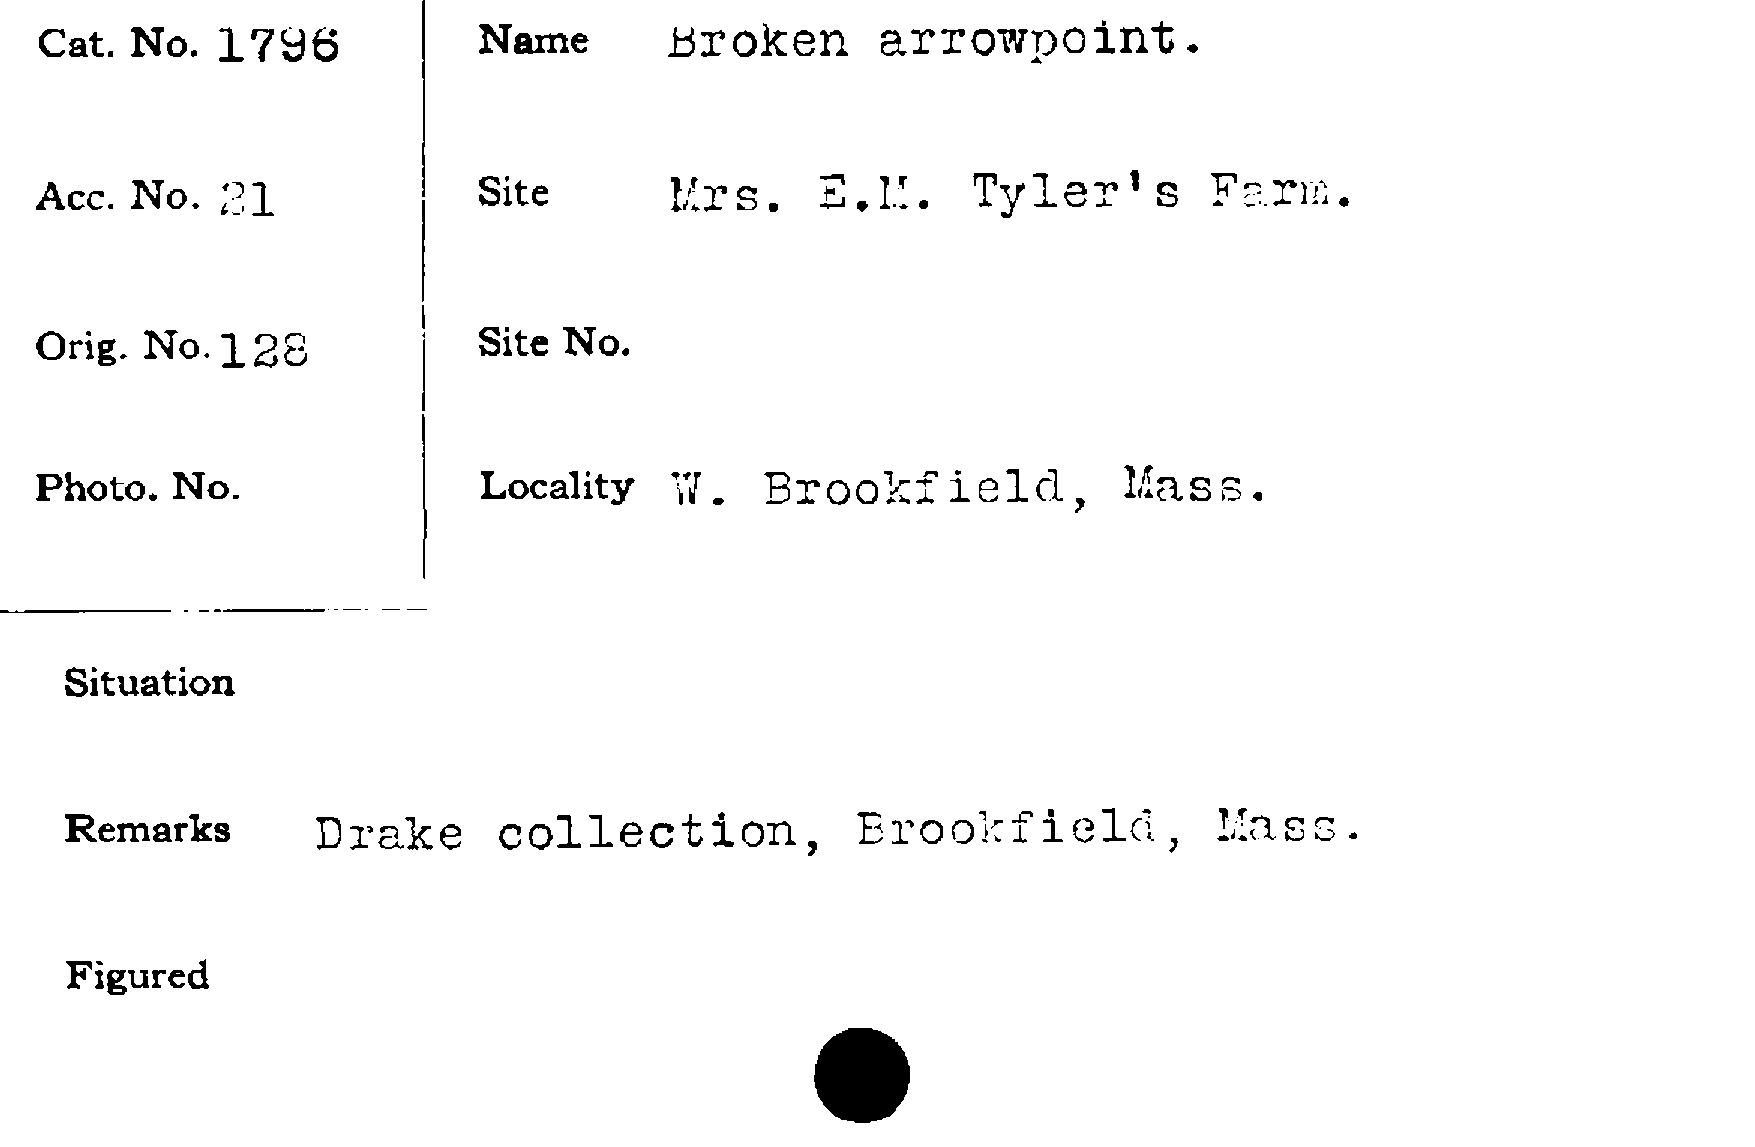 Cat. No. 1796
Name Broken arrowpoint.
Acc. No. 21
Site Mrs. E.M. Tyler's Farm.
Orig. No. 128
Site No.
Photo. No.
Locality W. Brookfield, Mass.
Situation
Remarks Drake collection, Brookfield, Mass.
Figured